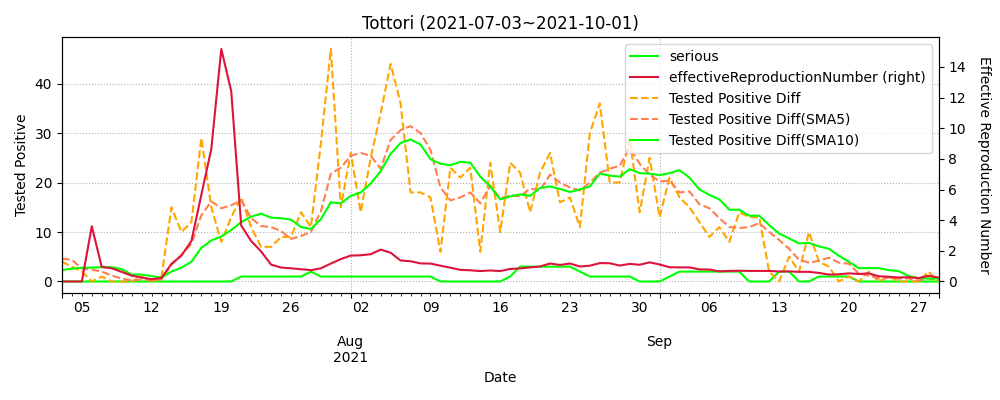 Tottori (2021-07-03~2021-10-01)
serious
effectiveReproductionNumber (right)
Tested Positive Diff
Tested Positive Diff(SMA5)
Tested Positive Diff(SMA10)
Tested Positive
40
30
20
10
0
14
12
10
8
6
4
2
0
Effective Reproduction Number
05 12 19 26 02 09 16 23 30 06 13 20 27
Aug Sep
2021
Date